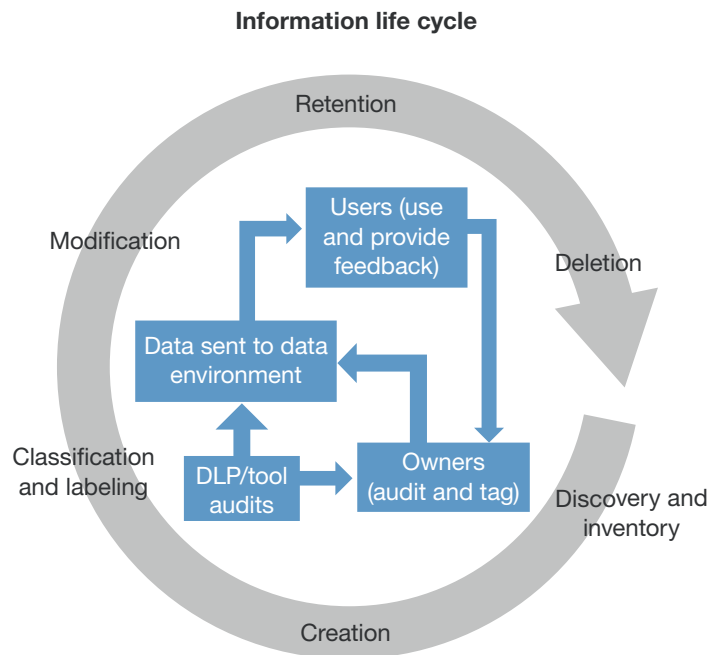 Information life cycle
Retention
Users (use
and provide
feedback)
Modification
Deletion
Data sent to data
environment
Classification
and labeling
DLP/tool
audits
Owners
(audit and tag)
Discovery and
inventory
Creation